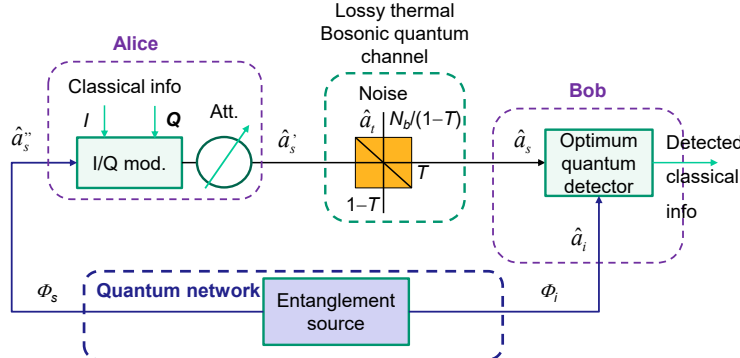 Lossy thermal
Bosonic quantum
channel
Alice
Classical info
I
Q
Att.
â_s''
I/Q mod.
â_s'
Noise
â_t
N_b/(1−T)
T
1−T
Bob
â_s
Optimum
quantum
detector
Detected
classical
info
â_i
Φ_s
Quantum network
Entanglement
source
Φ_i